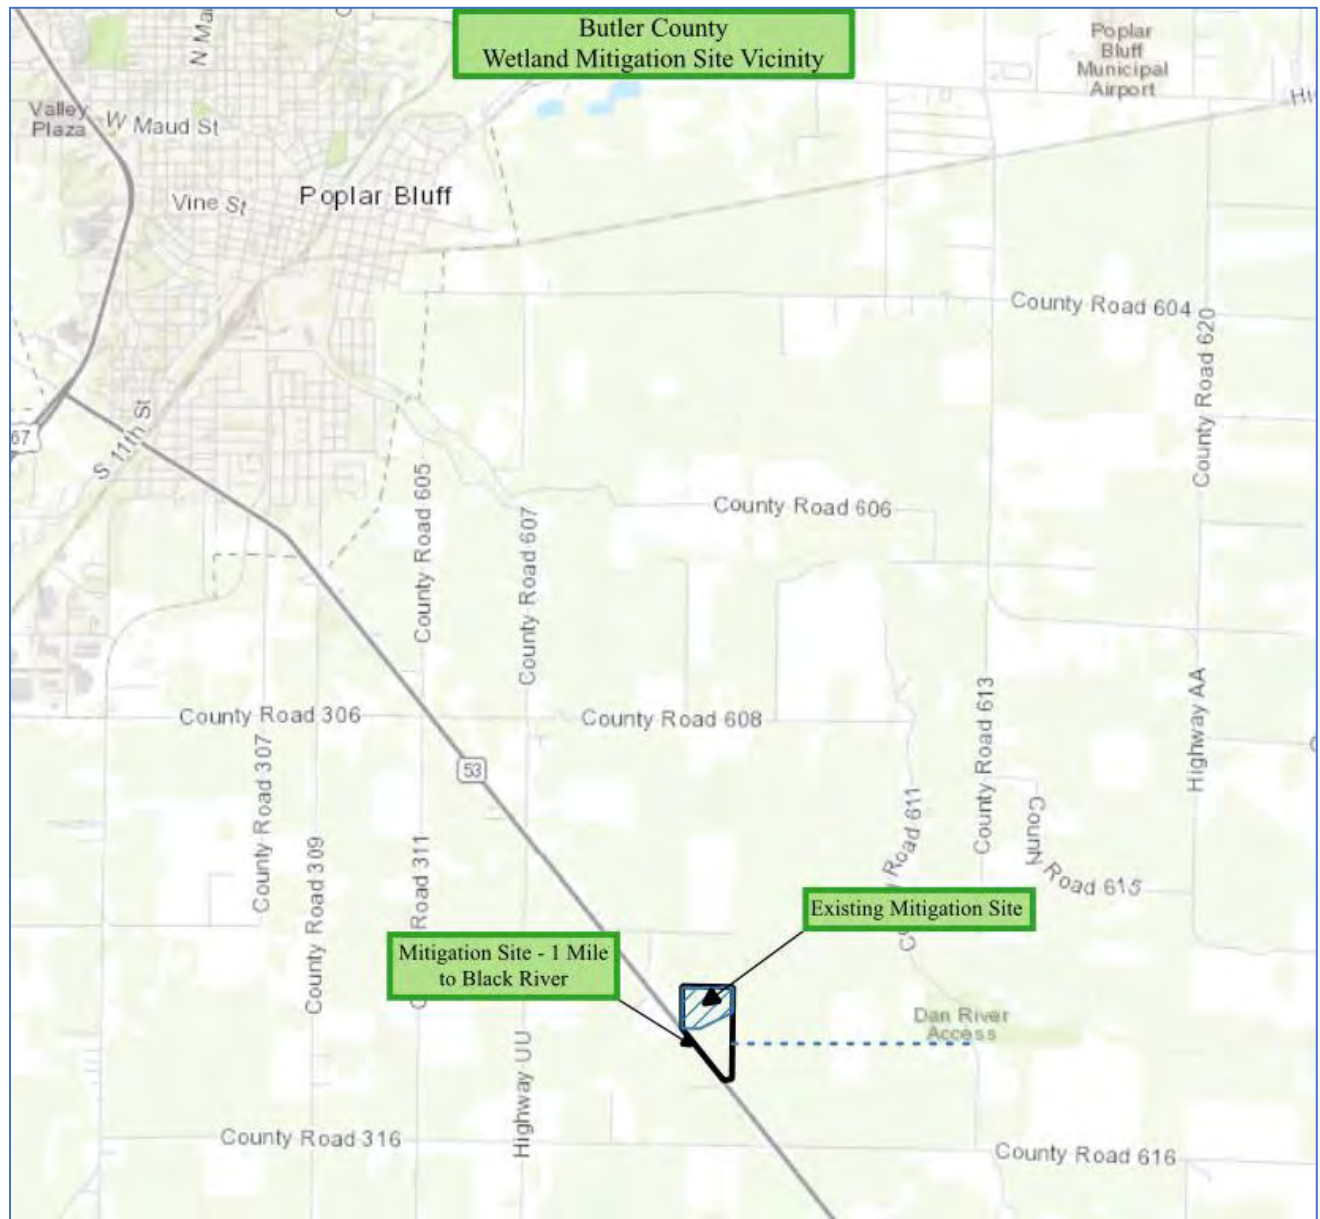 Butler County
Wetland Mitigation Site Vicinity
Poplar
Bluff
Municipal
Airport
N Ma
Valley
Plaza
W Maud St
Vine St
Poplar Bluff
County Road 604
County Road 620
67
S 11th St
County Road 605
County Road 607
County Road 606
County Road 306
County Road 608
53
County Road 613
Highway AA
County Road 307
County Road 309
Road 311
Road 611
Road 615
Existing Mitigation Site
Mitigation Site - 1 Mile
to Black River
Dan River
Access
Highway UU
County Road 316
County Road 616